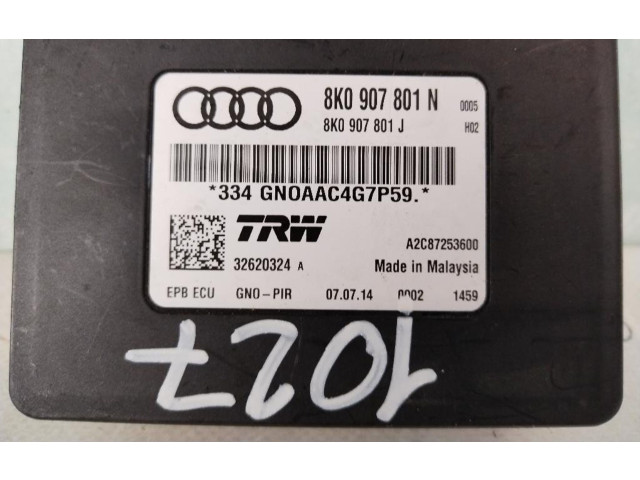 8K0 907 801 N 0005
8K0 907 801 J H02
*334 GNOAAC4G7P59.*
TRW A2C87253600
32620324 A Made in Malaysia
EPB ECU GNO-PIR 07.07.14 0002 1459
1027